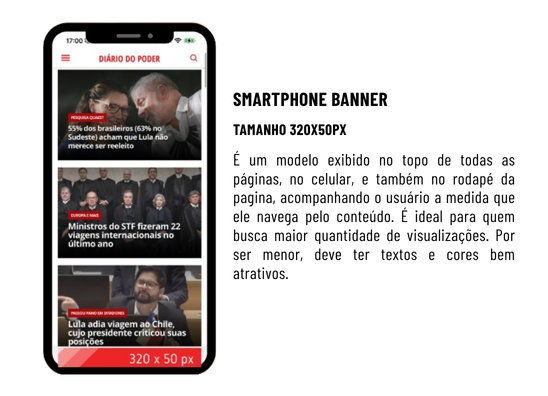 17:00
DIÁRIO DO PODER
PESQUISA QUAEST
55% dos brasileiros (63% no
Sudeste) acham que Lula não
merece ser reeleito
EUROPA E MAIS
Ministros do STF fizeram 22
viagens internacionais no
último ano
PASSOU PANO EM DITADORES
Lula adia viagem ao Chile,
cujo presidente criticou suas
posições
320 x 50 px
SMARTPHONE BANNER
TAMANHO 320X50PX
É um modelo exibido no topo de todas as
páginas, no celular, e também no rodapé da
pagina, acompanhando o usuário a medida que
ele navega pelo conteúdo. É ideal para quem
busca maior quantidade de visualizações. Por
ser menor, deve ter textos e cores bem
atrativos.